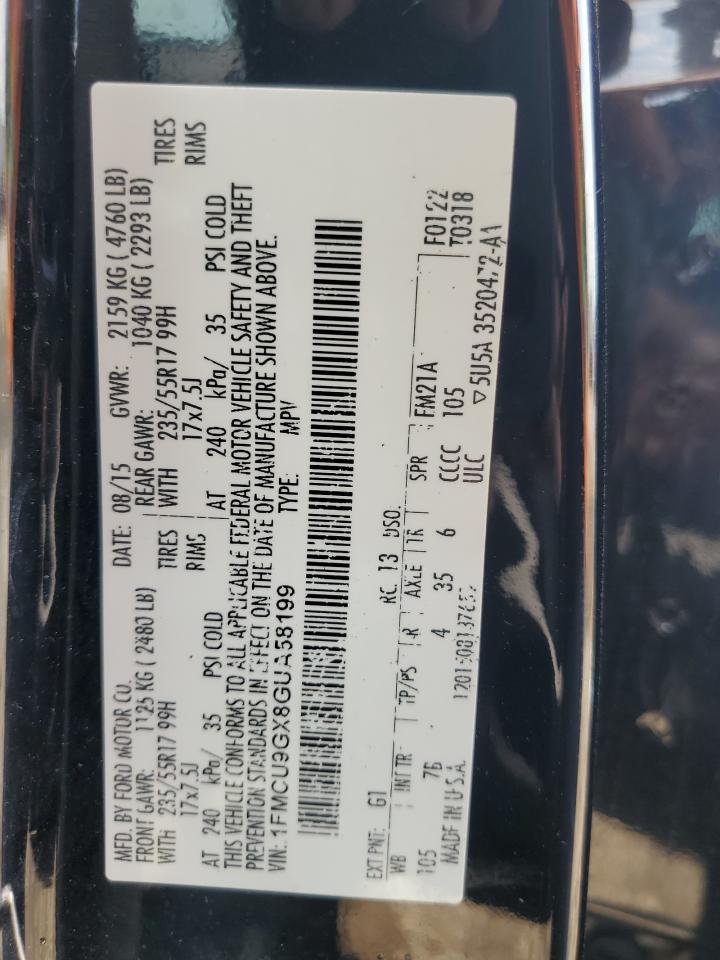 MFD. BY FORD MOTOR CO.
DATE: 08/15 GVWR: 2159 KG ( 4760 LB)
FRONT GAWR: 1125 KG ( 2480 LB) REAR GAWR: 1040 KG ( 2293 LB)
WITH 235/55R17 99H TIRES WITH 235/55R17 99H TIRES
17x7.5J RIMS 17x7.5J RIMS
AT 240 kPa/ 35 PSI COLD AT 240 kPa/ 35 PSI COLD
THIS VEHICLE CONFORMS TO ALL APPLICABLE FEDERAL MOTOR VEHICLE SAFETY AND THEFT
PREVENTION STANDARDS IN EFFECT ON THE DATE OF MANUFACTURE SHOWN ABOVE.
VIN: 1FMCU9GX8GUA58199 TYPE: MPV
EXT PNT: G1 RC: 13 DSO: F0122
WB INT TR TP/PS R AXLE TR SPR EM21A T0318
105 7B 4 35 6 CCCC 105
MADE IN U.S.A. ULC ▽5U5A 3520472-A1